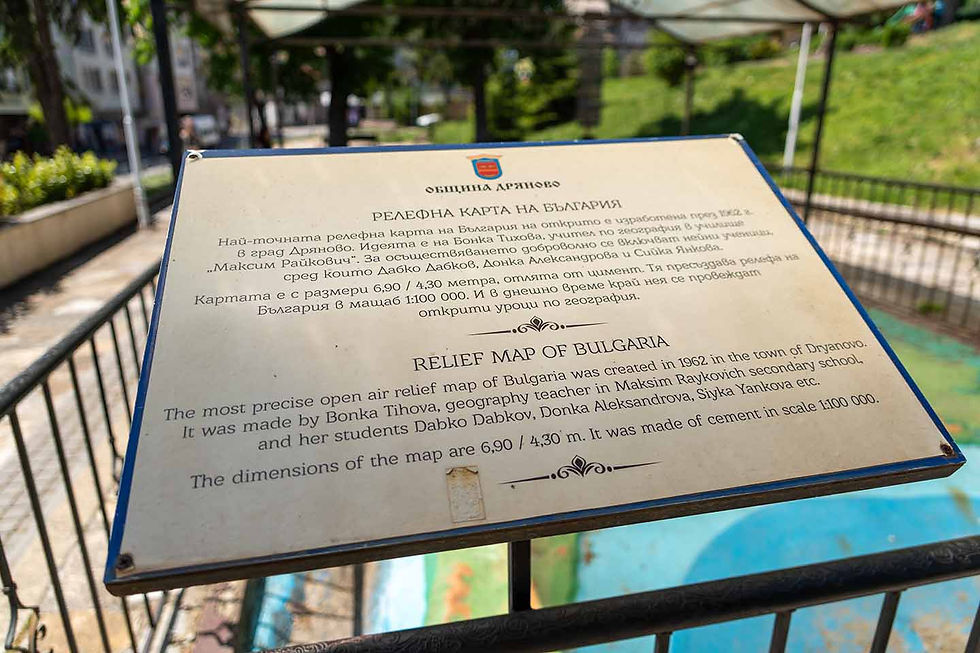 ОБЩИНА ДРЯНОВО
РЕЛЕФНА КАРТА НА БЪЛГАРИЯ
Най-точната релефна карта на България на открито е изработена през 1962 г.
в град Дряново. Идеята е на Бонка Тихова, учител по география в училище
„Максим Райкович“. За осъществяването доброволно се включват нейни ученици,
сред които Дабко Дабков, Донка Александрова и Сийка Янкова.
Картата е с размери 6,90 / 4,30 метра, отлята от цимент. Тя пресъздава релефа на
България в мащаб 1:100 000. И в днешно време край нея се провеждат
открити уроци по география.
RELIEF MAP OF BULGARIA
The most precise open air relief map of Bulgaria was created in 1962 in the town of Dryanovo.
It was made by Bonka Tihova, geography teacher in Maksim Raykovich secondary school,
and her students Dabko Dabkov, Donka Aleksandrova, Siyka Yankova etc.
The dimensions of the map are 6,90 / 4,30 m. It was made of cement in scale 1:100 000.